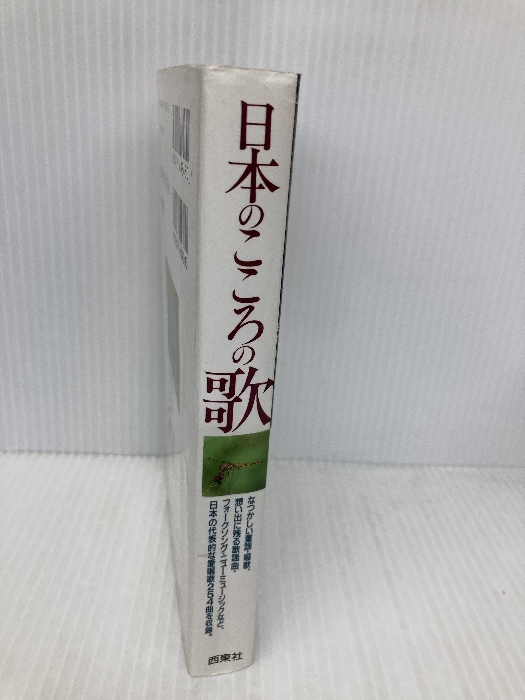 日本のこころの歌
なつかしい童謡・唱歌、
想い出に残る歌謡曲・
フォークソング・ニューミュージックなど、
日本の代表的な愛唱歌254曲を収録。
西東社